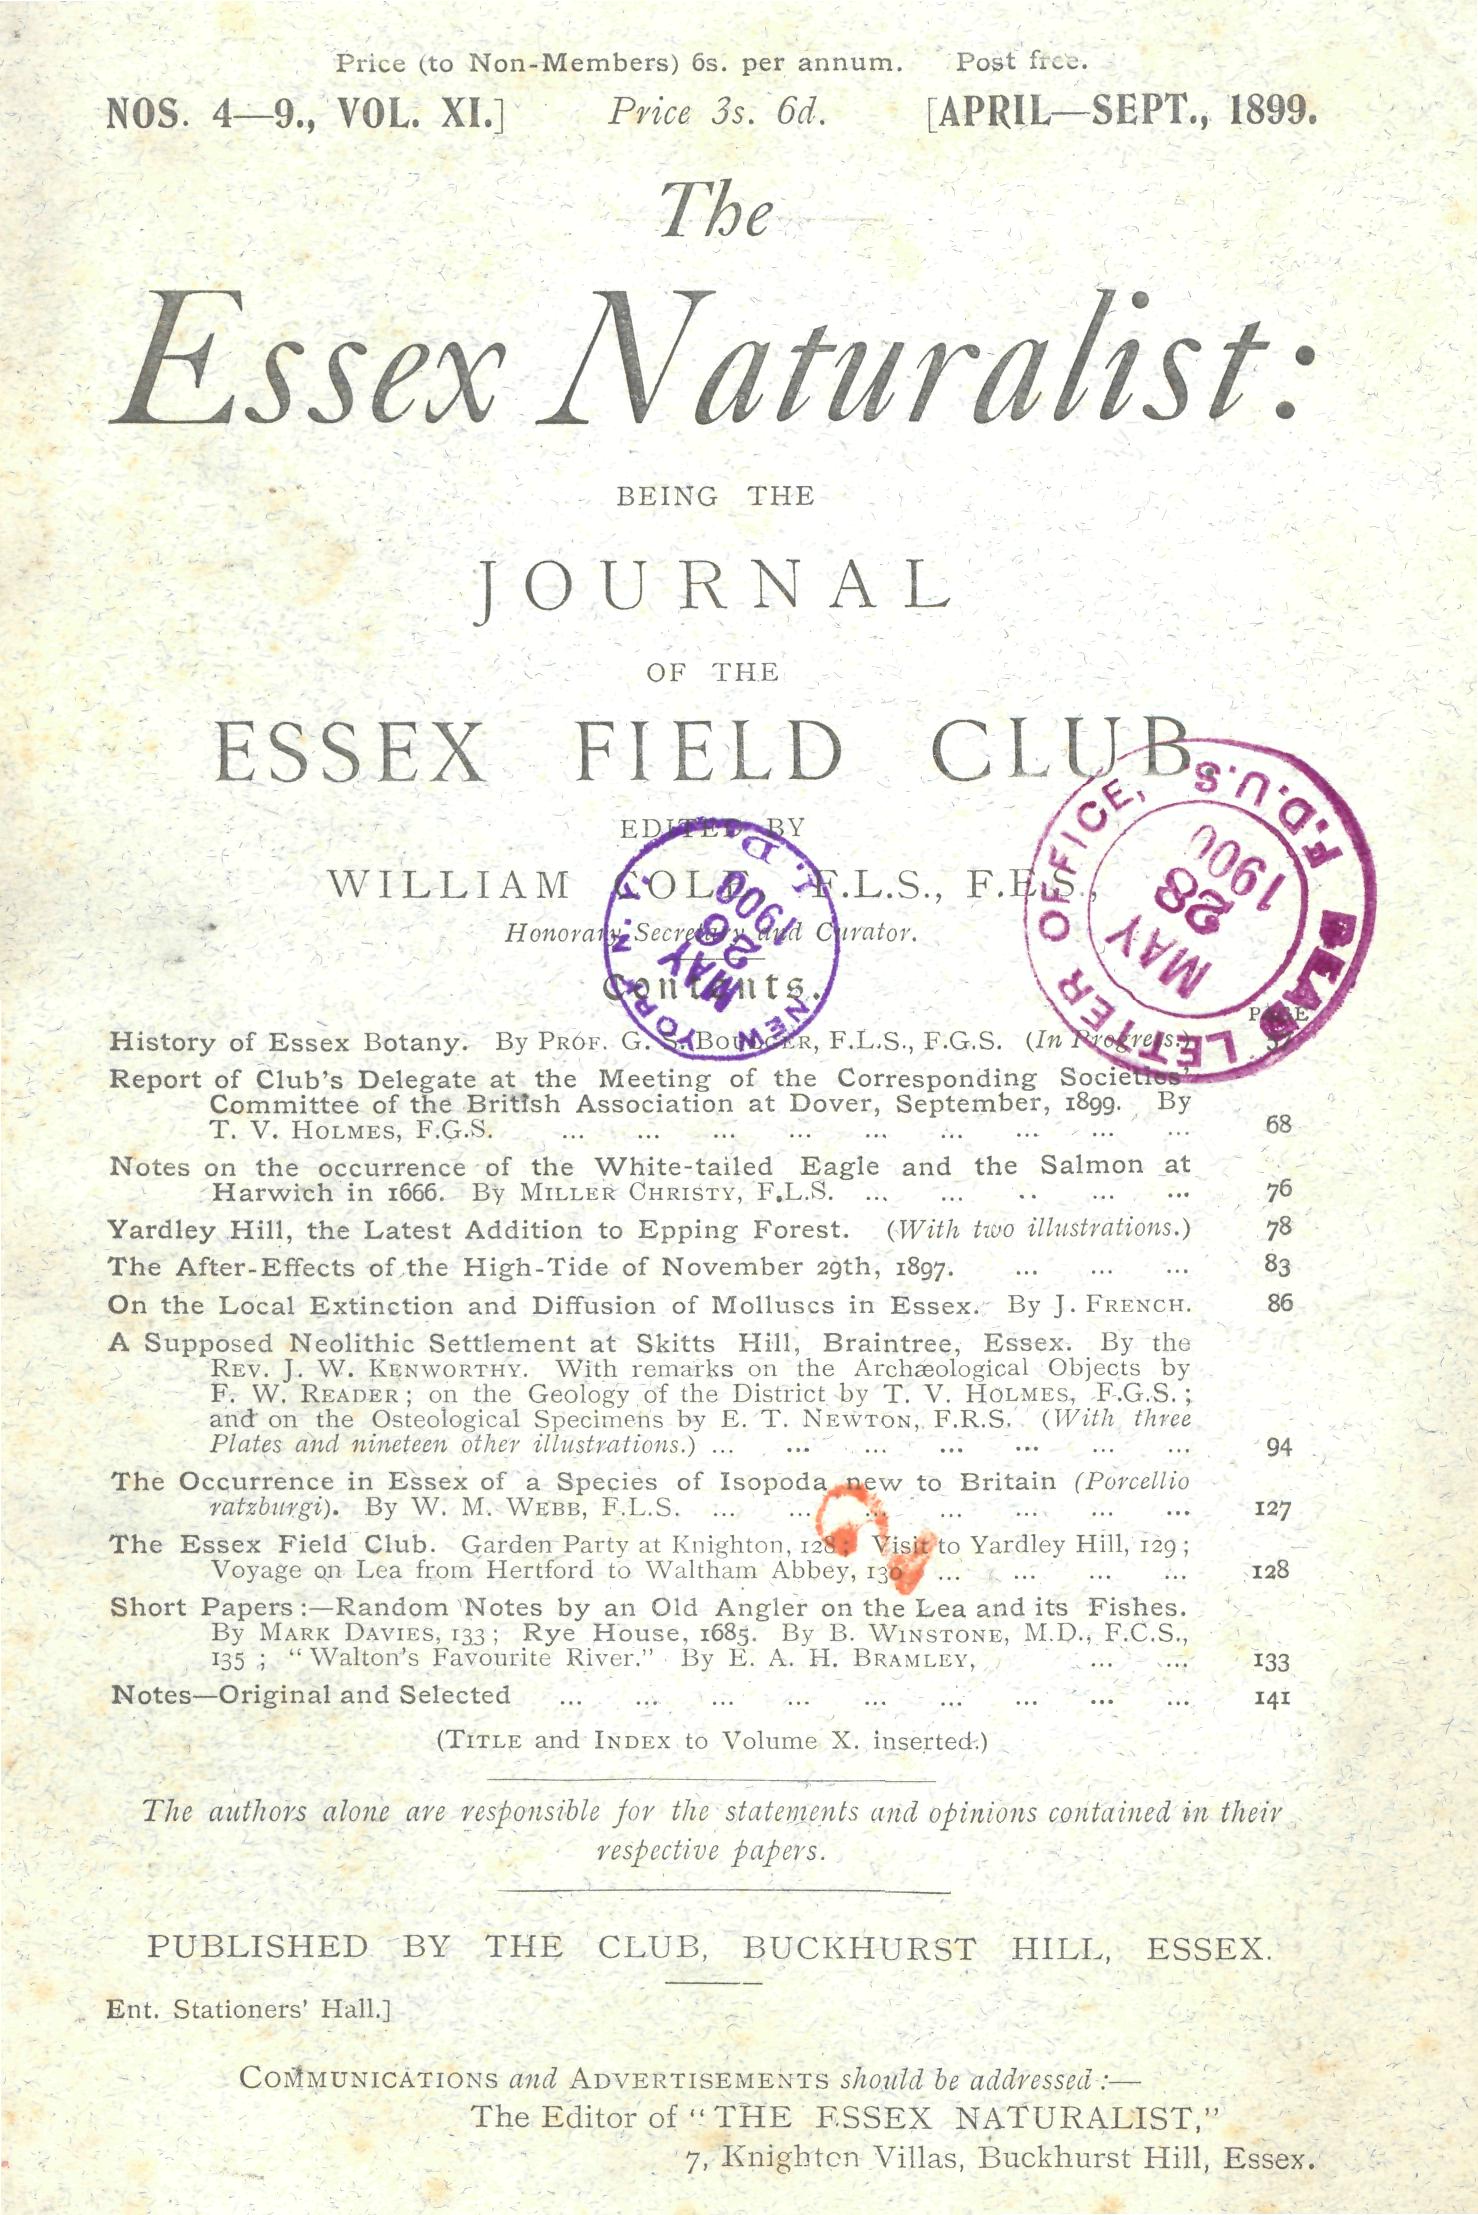 Price (to Non-Members) 6s. per annum. Post free.
NOS. 4—9., VOL. XI.] Price 3s. 6d. [APRIL—SEPT., 1899.
The
Essex Naturalist:
BEING THE
JOURNAL
OF THE
ESSEX FIELD CLUB,
EDITED BY
WILLIAM COLE, F.L.S., F.E.S.,
Honorary Secretary and Curator.
Contents.
PAGE
History of Essex Botany. By PROF. G. S. BOULGER, F.L.S., F.G.S. (In Progress.) 57
Report of Club's Delegate at the Meeting of the Corresponding Societies'
Committee of the British Association at Dover, September, 1899. By
T. V. HOLMES, F.G.S. ... ... ... ... ... ... ... ... ... 68
Notes on the occurrence of the White-tailed Eagle and the Salmon at
Harwich in 1666. By MILLER CHRISTY, F.L.S. ... ... .. ... ... 76
Yardley Hill, the Latest Addition to Epping Forest. (With two illustrations.) 78
The After-Effects of the High-Tide of November 29th, 1897. ... ... ... 83
On the Local Extinction and Diffusion of Molluscs in Essex. By J. FRENCH. 86
A Supposed Neolithic Settlement at Skitts Hill, Braintree, Essex. By the
REV. J. W. KENWORTHY. With remarks on the Archæological Objects by
F. W. READER; on the Geology of the District by T. V. HOLMES, F.G.S.;
and on the Osteological Specimens by E. T. NEWTON, F.R.S. (With three
Plates and nineteen other illustrations.) ... ... ... ... ... ... ... 94
The Occurrence in Essex of a Species of Isopoda new to Britain (Porcellio
ratzburgi). By W. M. WEBB, F.L.S. ... ... ... ... ... ... ... 127
The Essex Field Club. Garden Party at Knighton, 128; Visit to Yardley Hill, 129;
Voyage on Lea from Hertford to Waltham Abbey, 130 ... ... ... ... 128
Short Papers:—Random Notes by an Old Angler on the Lea and its Fishes.
By MARK DAVIES, 133; Rye House, 1685. By B. WINSTONE, M.D., F.C.S.,
135 ; "Walton's Favourite River." By E. A. H. BRAMLEY, ... ... 133
Notes—Original and Selected ... ... ... ... ... ... ... ... ... 141
(TITLE and INDEX to Volume X. inserted.)
The authors alone are responsible for the statements and opinions contained in their
respective papers.
PUBLISHED BY THE CLUB, BUCKHURST HILL, ESSEX.
Ent. Stationers' Hall.]
COMMUNICATIONS and ADVERTISEMENTS should be addressed:—
The Editor of "THE ESSEX NATURALIST,"
7, Knighton Villas, Buckhurst Hill, Essex.
NEW YORK N.Y.
MAY
26
1900
DEAD LETTER OFFICE,
MAY
28
1900